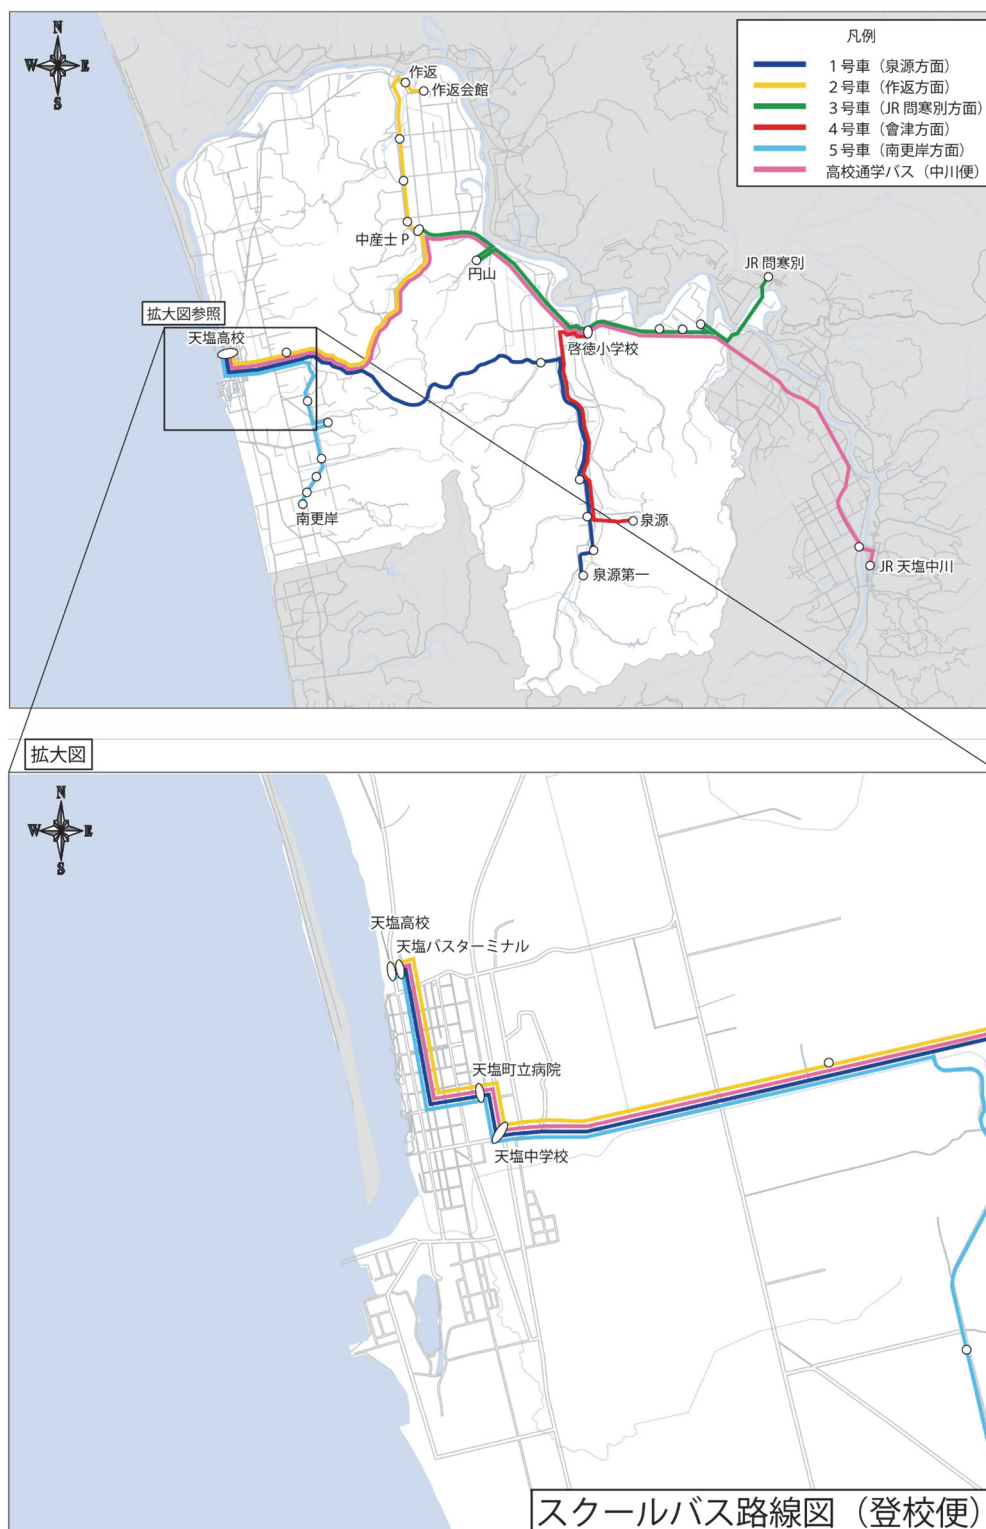 N
W E
S
凡例
1号車(泉源方面)
2号車(作返方面)
3号車(JR問寒別方面)
4号車(會津方面)
5号車(南更岸方面)
高校通学バス(中川便)
作返
作返会館
中産士P
円山
JR問寒別
拡大図参照
天塩高校
啓徳小学校
南更岸
泉源
泉源第一
JR天塩中川
拡大図
N
W E
S
天塩高校
天塩バスターミナル
天塩町立病院
天塩中学校
スクールバス路線図(登校便)